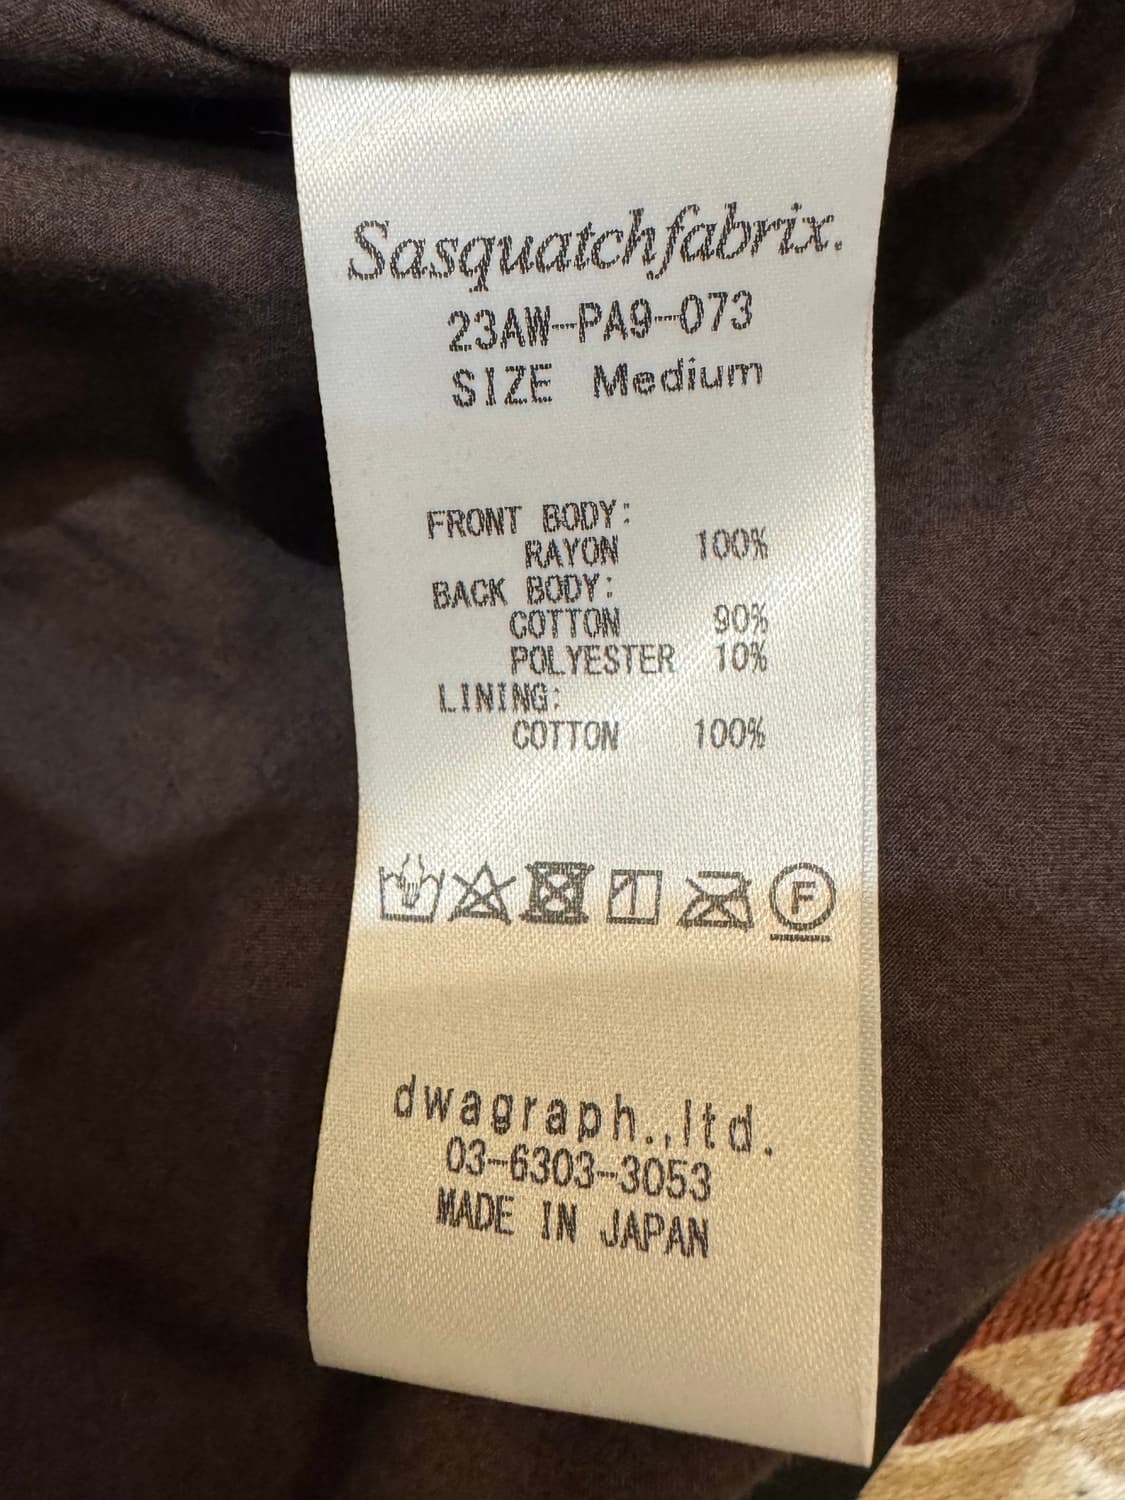 Sasquatchfabrix.
23AW-PA9-073
SIZE Medium
FRONT BODY:
RAYON 100%
BACK BODY:
COTTON 90%
POLYESTER 10%
LINING:
COTTON 100%
F
dwagraph.,ltd.
03-6303-3053
MADE IN JAPAN